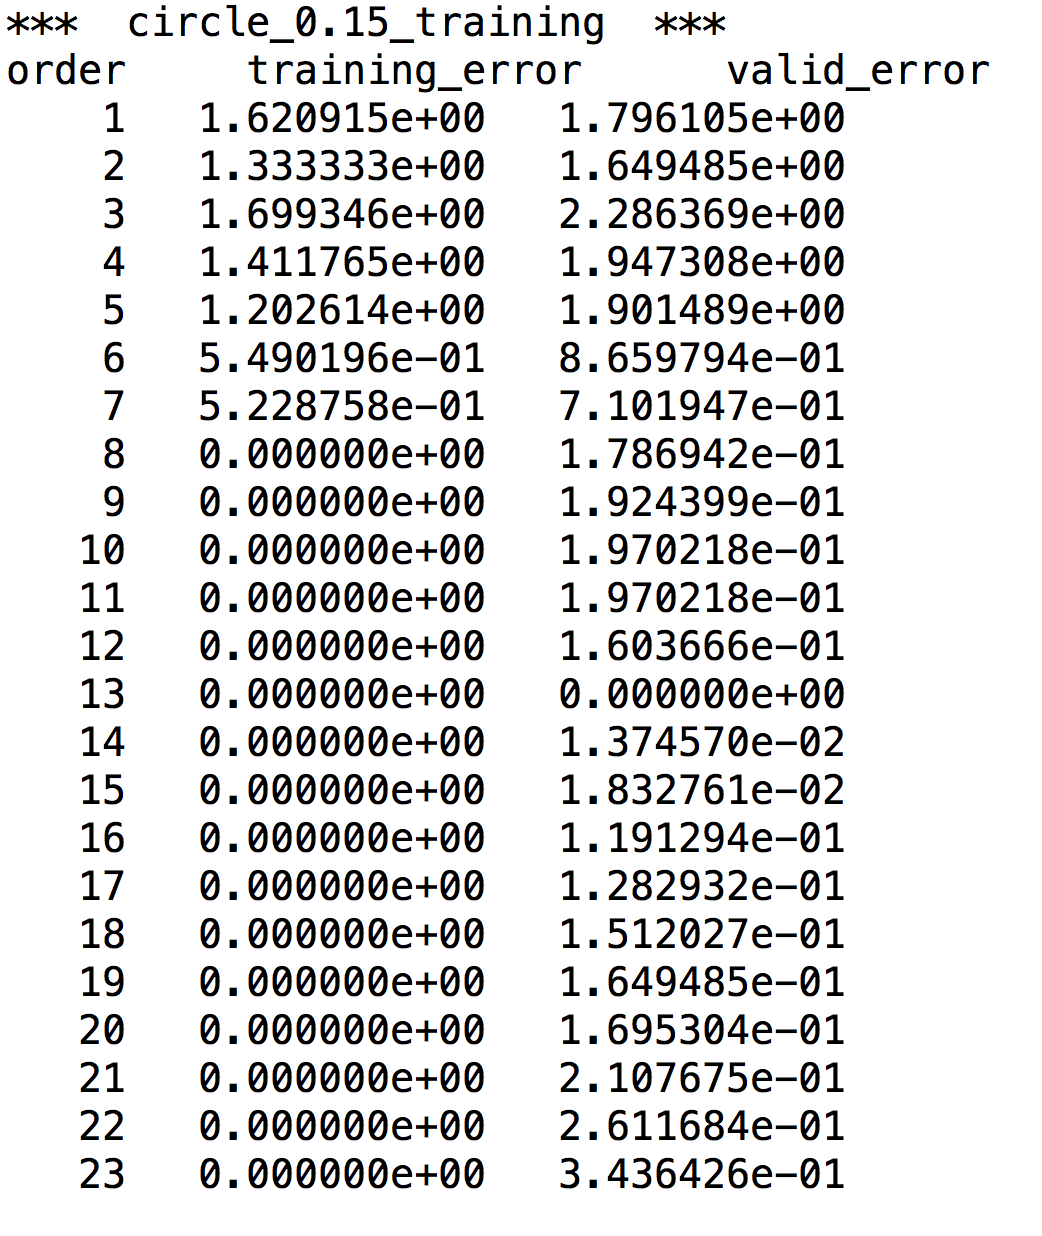 *** circle_0.15_training ***
order training_error valid_error
1 1.620915e+00 1.796105e+00
2 1.333333e+00 1.649485e+00
3 1.699346e+00 2.286369e+00
4 1.411765e+00 1.947308e+00
5 1.202614e+00 1.901489e+00
6 5.490196e-01 8.659794e-01
7 5.228758e-01 7.101947e-01
8 0.000000e+00 1.786942e-01
9 0.000000e+00 1.924399e-01
10 0.000000e+00 1.970218e-01
11 0.000000e+00 1.970218e-01
12 0.000000e+00 1.603666e-01
13 0.000000e+00 0.000000e+00
14 0.000000e+00 1.374570e-02
15 0.000000e+00 1.832761e-02
16 0.000000e+00 1.191294e-01
17 0.000000e+00 1.282932e-01
18 0.000000e+00 1.512027e-01
19 0.000000e+00 1.649485e-01
20 0.000000e+00 1.695304e-01
21 0.000000e+00 2.107675e-01
22 0.000000e+00 2.611684e-01
23 0.000000e+00 3.436426e-01